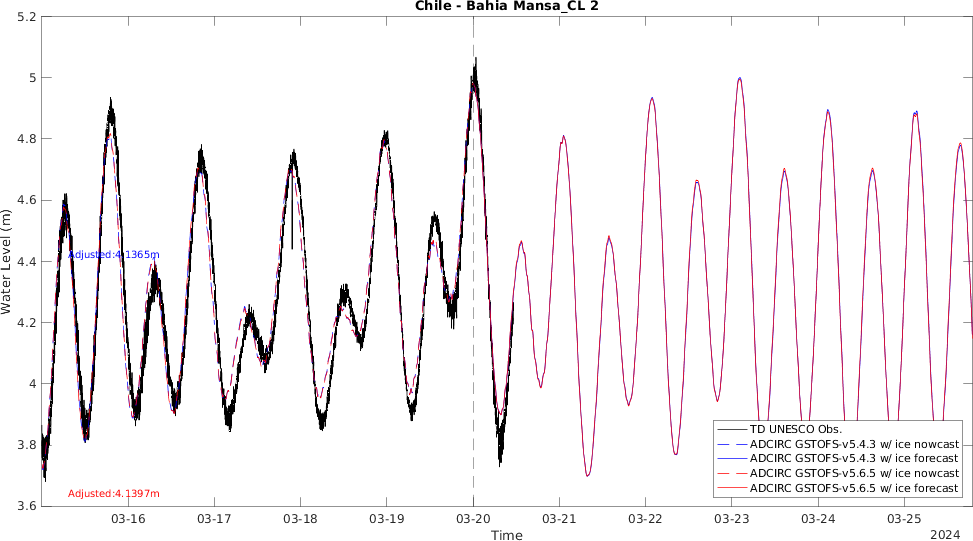 Chile - Bahia Mansa_CL 2
5.2
5
4.8
4.6
4.4
4.2
4
3.8
3.6
Water Level (m)
Adjusted:4.1365m
Adjusted:4.1397m
TD UNESCO Obs.
ADCIRC GSTOFS-v5.4.3 w/ ice nowcast
ADCIRC GSTOFS-v5.4.3 w/ ice forecast
ADCIRC GSTOFS-v5.6.5 w/ ice nowcast
ADCIRC GSTOFS-v5.6.5 w/ ice forecast
03-16 03-17 03-18 03-19 03-20 03-21 03-22 03-23 03-24 03-25
Time
2024